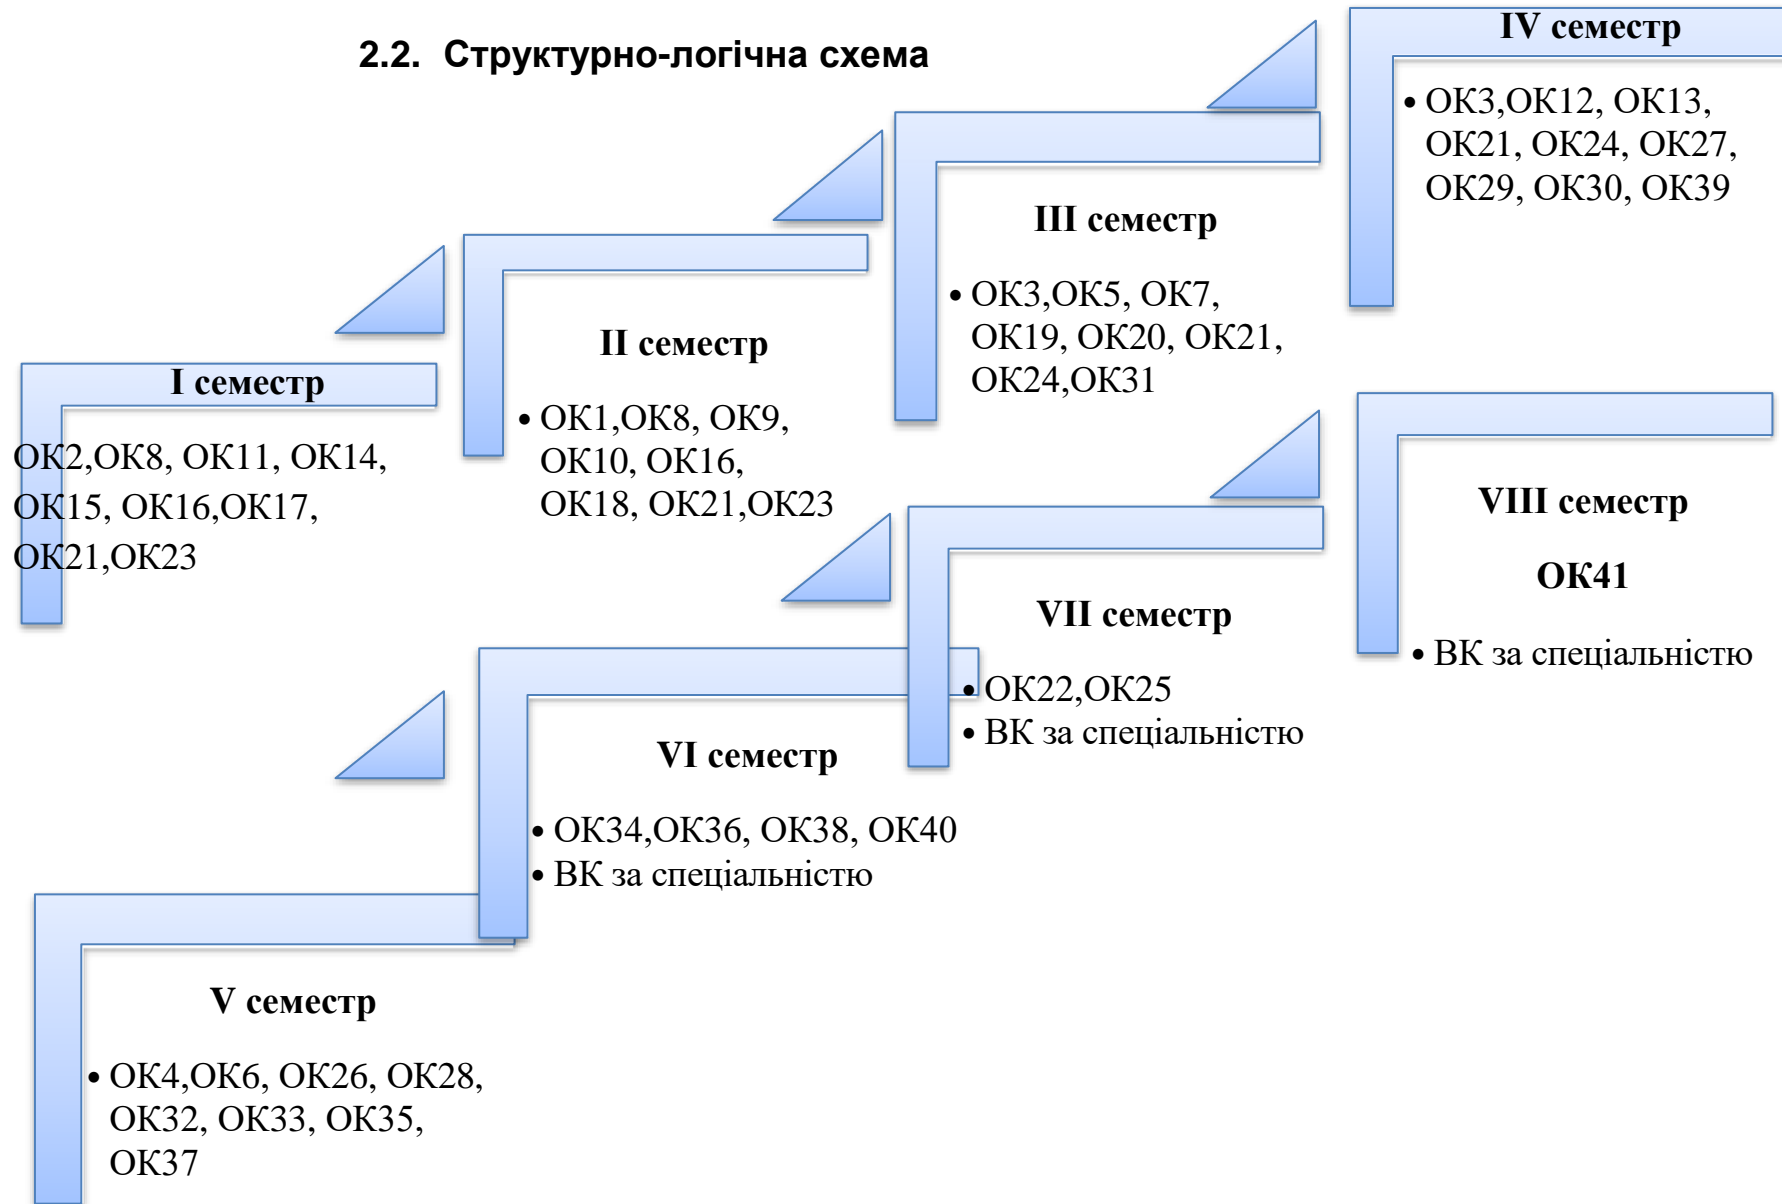 2.2. Структурно-логічна схема
I семестр
ОК2,ОК8, ОК11, ОК14,
ОК15, ОК16,ОК17,
ОК21,ОК23
II семестр
• ОК1,ОК8, ОК9,
ОК10, ОК16,
ОК18, ОК21,ОК23
III семестр
• ОК3,ОК5, ОК7,
ОК19, ОК20, ОК21,
ОК24,ОК31
IV семестр
• ОК3,ОК12, ОК13,
ОК21, ОК24, ОК27,
ОК29, ОК30, ОК39
V семестр
• ОК4,ОК6, ОК26, ОК28,
ОК32, ОК33, ОК35,
ОК37
VI семестр
• ОК34,ОК36, ОК38, ОК40
• ВК за спеціальністю
VII семестр
• ОК22,ОК25
• ВК за спеціальністю
VIII семестр
ОК41
• ВК за спеціальністю